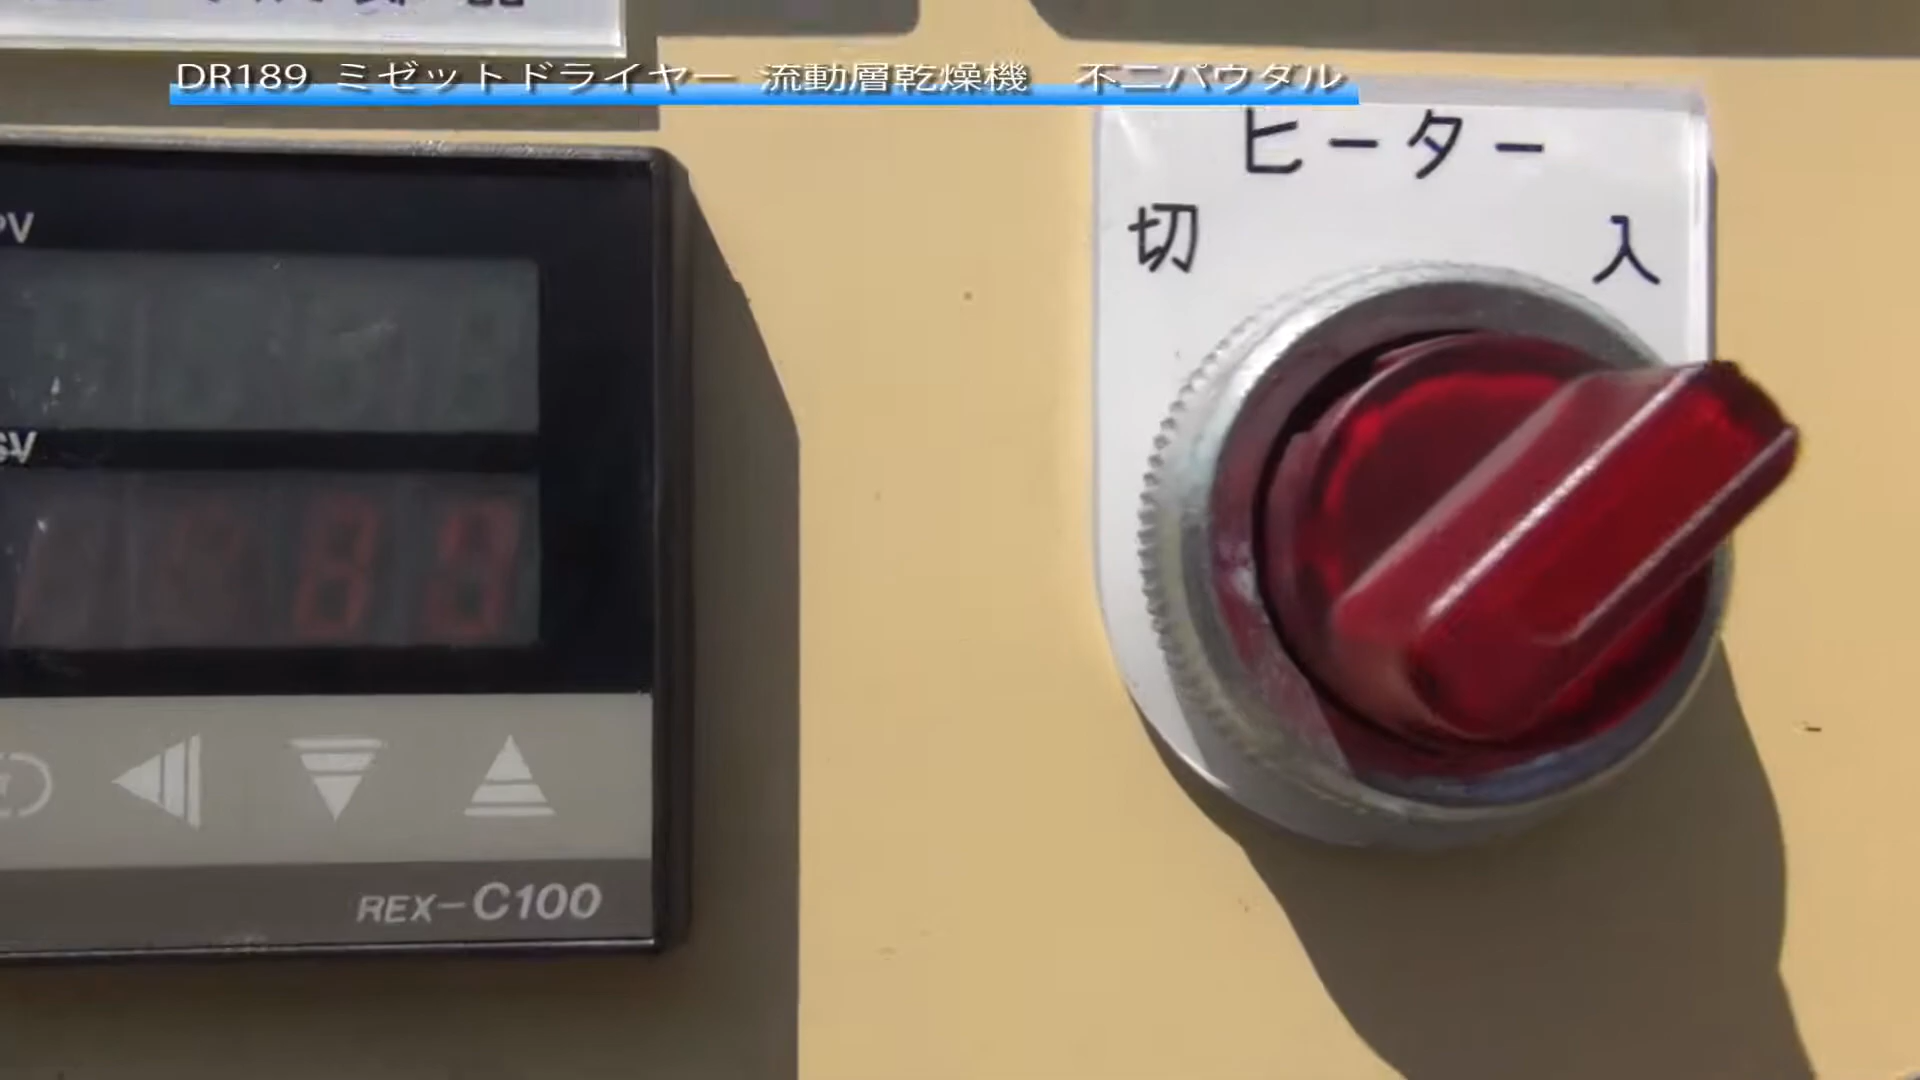 DR189 ミゼットドライヤー 流動層乾燥機　不二パウダル
ヒーター
切 入
PV
SV
REX-C100